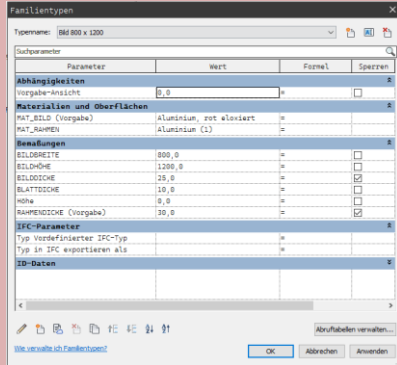 Familientypen
Typenname: Bild 800 x 1200
Suchparameter
Parameter Wert Formel Sperren
Abhängigkeiten
Vorgabe-Ansicht 0,0 =
Materialien und Oberflächen
MAT_BILD (Vorgabe) Aluminium, rot eloxiert =
MAT_RAHMEN Aluminium (1) =
Bemaßungen
BILDBREITE 800,0 =
BILDHÖHE 1200,0 =
BILDDICKE 25,0 =
BLATTDICKE 10,0 =
Höhe 0,0 =
RAHMENDICKE (Vorgabe) 30,0 =
IFC-Parameter
Typ Vordefinierter IFC-Typ =
Typ in IFC exportieren als =
ID-Daten
Abruftabellen verwalten...
Wie verwalte ich Familientypen?
OK Abbrechen Anwenden